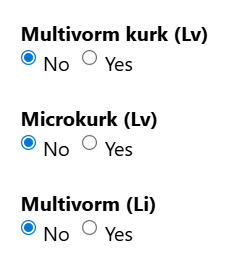 Multivorm kurk (Lv)
No Yes
Microkurk (Lv)
No Yes
Multivorm (Li)
No Yes